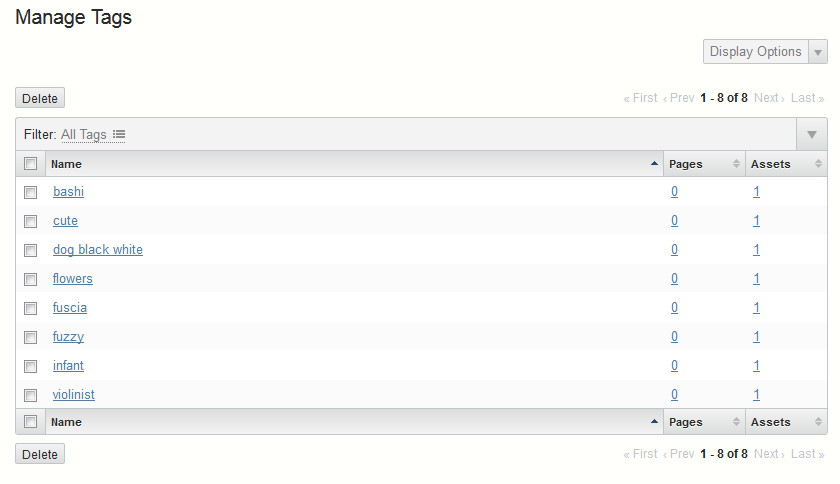 Manage Tags
Display Options
Delete
« First ‹ Prev 1 - 8 of 8 Next › Last »
Filter: All Tags
Name Pages Assets
bashi 0 1
cute 0 1
dog black white 0 1
flowers 0 1
fuscia 0 1
fuzzy 0 1
infant 0 1
violinist 0 1
Name Pages Assets
Delete
« First ‹ Prev 1 - 8 of 8 Next › Last »